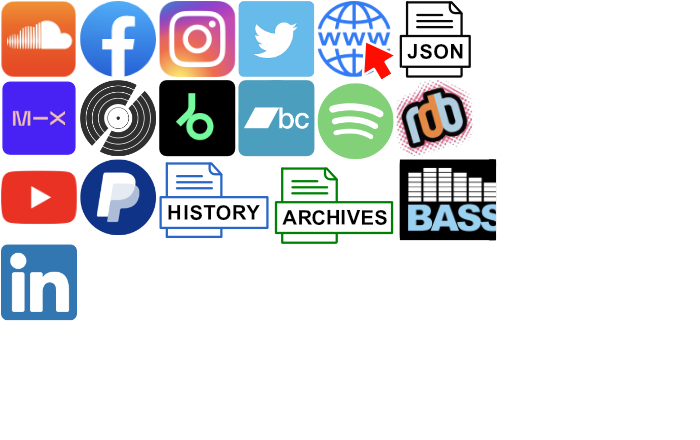 WWW
JSON
M-X
bc
rdb
HISTORY
ARCHIVES
BASS
in